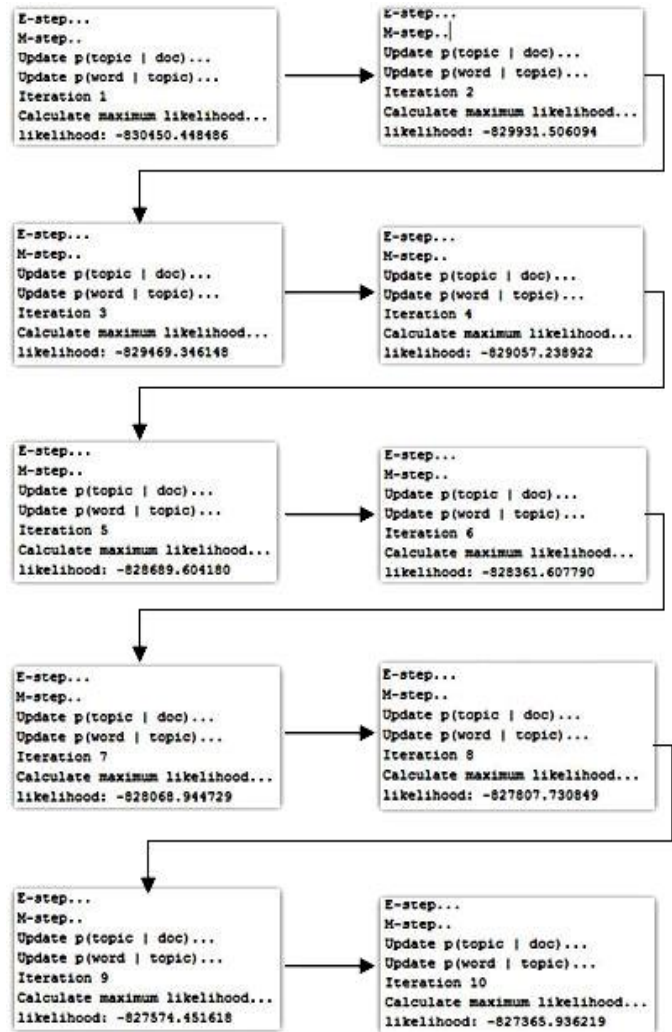 E-step...
M-step..
Update p(topic | doc)...
Update p(word | topic)...
Iteration 1
Calculate maximum likelihood...
likelihood: -830450.448486
E-step...
M-step..
Update p(topic | doc)...
Update p(word | topic)...
Iteration 2
Calculate maximum likelihood...
likelihood: -829931.506094
E-step...
M-step..
Update p(topic | doc)...
Update p(word | topic)...
Iteration 3
Calculate maximum likelihood...
likelihood: -829469.346148
E-step...
M-step..
Update p(topic | doc)...
Update p(word | topic)...
Iteration 4
Calculate maximum likelihood...
likelihood: -829057.238922
E-step...
M-step..
Update p(topic | doc)...
Update p(word | topic)...
Iteration 5
Calculate maximum likelihood...
likelihood: -828689.604180
E-step...
M-step..
Update p(topic | doc)...
Update p(word | topic)...
Iteration 6
Calculate maximum likelihood...
likelihood: -828361.607790
E-step...
M-step..
Update p(topic | doc)...
Update p(word | topic)...
Iteration 7
Calculate maximum likelihood...
likelihood: -828068.944729
E-step...
M-step..
Update p(topic | doc)...
Update p(word | topic)...
Iteration 8
Calculate maximum likelihood...
likelihood: -827807.730849
E-step...
M-step..
Update p(topic | doc)...
Update p(word | topic)...
Iteration 9
Calculate maximum likelihood...
likelihood: -827574.451618
E-step...
M-step..
Update p(topic | doc)...
Update p(word | topic)...
Iteration 10
Calculate maximum likelihood...
likelihood: -827365.936219